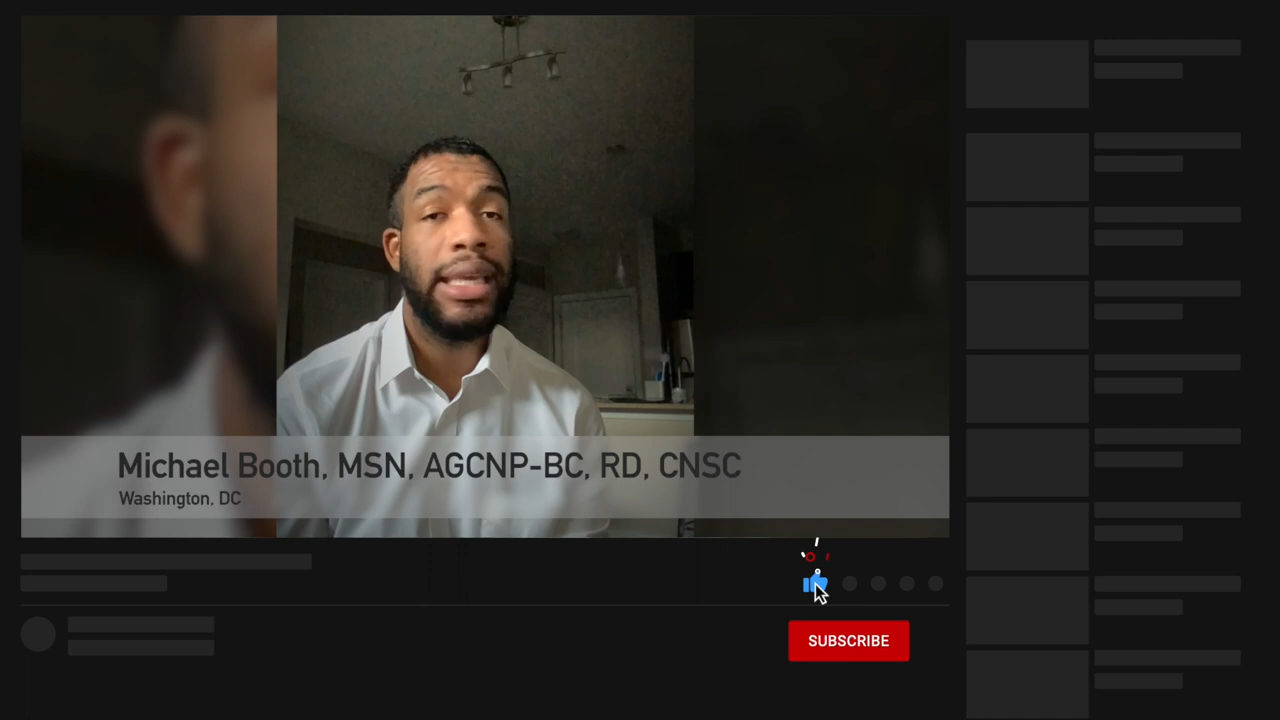 Michael Booth, MSN, AGCNP-BC, RD, CNSC
Washington, DC
SUBSCRIBE